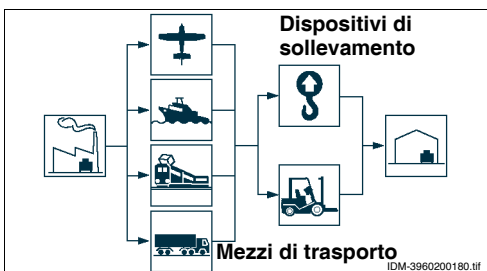 Dispositivi di
sollevamento
Mezzi di trasporto
IDM-3960200180.tif